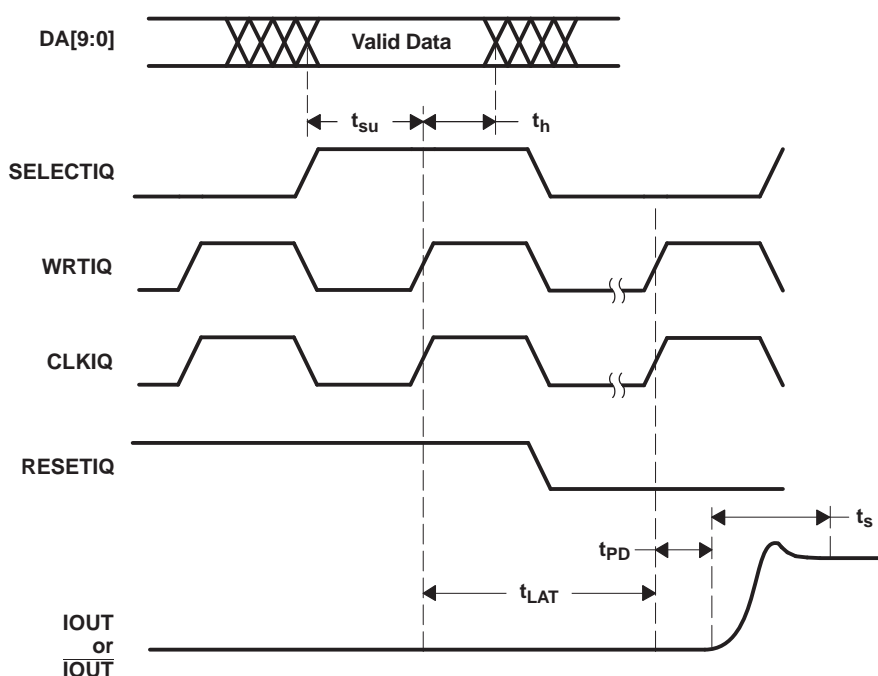 DA[9:0]
Valid Data
tsu
th
SELECTIQ
WRTIQ
CLKIQ
RESETIQ
ts
tPD
tLAT
IOUT
or
IOUT